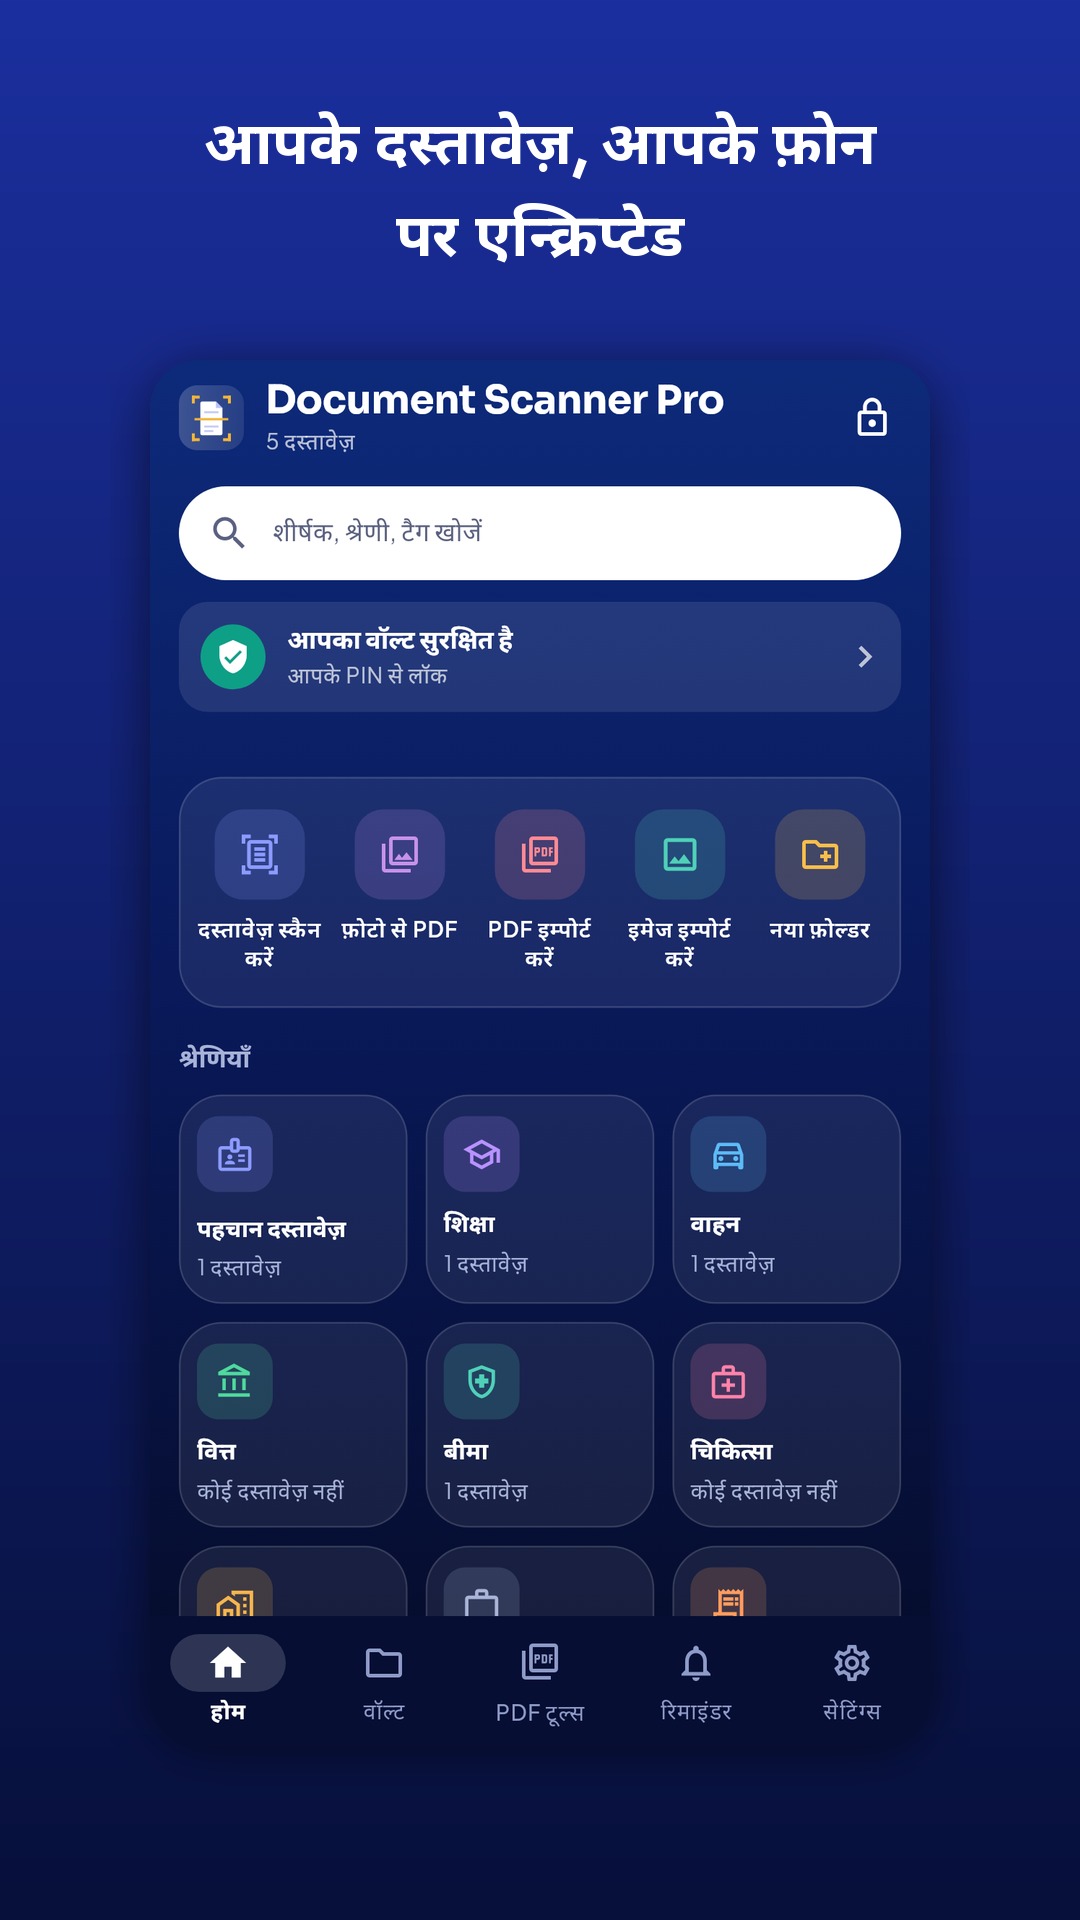 आपके दस्तावेज़, आपके फ़ोन
पर एन्क्रिप्टेड
Document Scanner Pro
5 दस्तावेज़
शीर्षक, श्रेणी, टैग खोजें
आपका वॉल्ट सुरक्षित है
आपके PIN से लॉक
दस्तावेज़ स्कैन करें
फ़ोटो से PDF
PDF इम्पोर्ट करें
इमेज इम्पोर्ट करें
नया फ़ोल्डर
श्रेणियाँ
पहचान दस्तावेज़
1 दस्तावेज़
शिक्षा
1 दस्तावेज़
वाहन
1 दस्तावेज़
वित्त
कोई दस्तावेज़ नहीं
बीमा
1 दस्तावेज़
चिकित्सा
कोई दस्तावेज़ नहीं
होम
वॉल्ट
PDF टूल्स
रिमाइंडर
सेटिंग्स